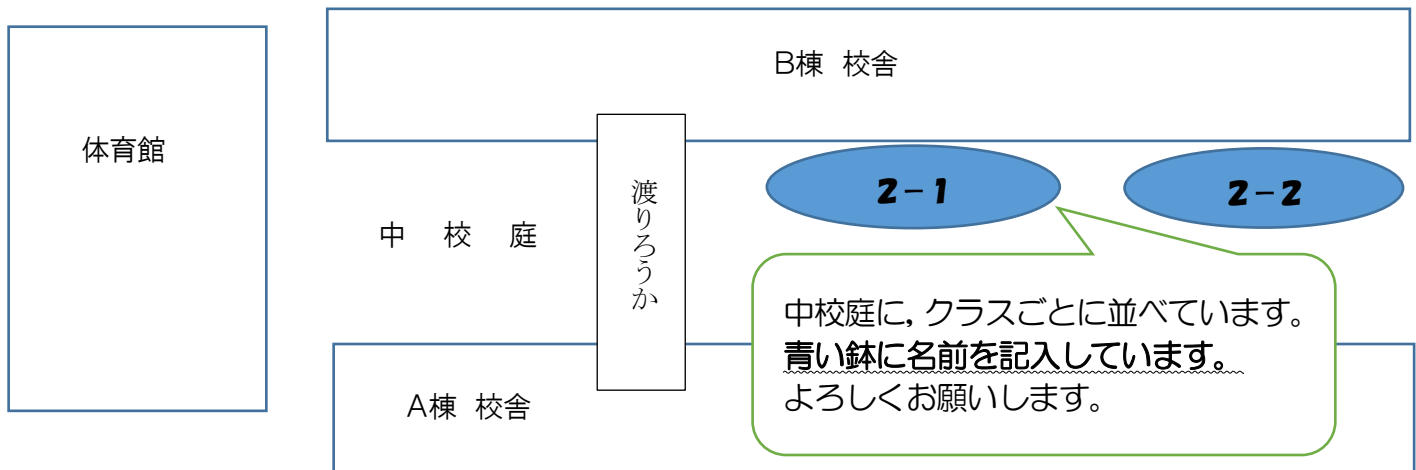 B棟 校舎
体育館
渡りろうか
2-1
2-2
中 校 庭
中校庭に,クラスごとに並べています。
青い鉢に名前を記入しています。
よろしくお願いします。
A棟 校舎